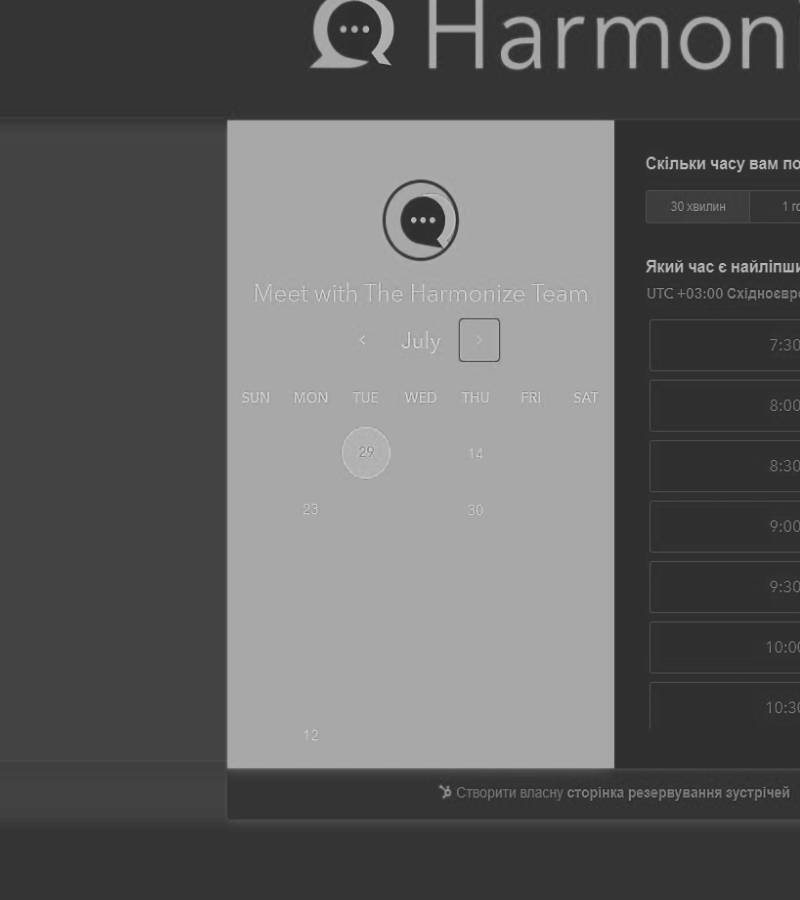 Harmoni
Meet with The Harmonize Team
July
SUN MON TUE WED THU FRI SAT
29 14
23 30
12
Скільки часу вам по
30 хвилин 1 го
Який час є найліпши
UTC +03:00 Східноєвро
7:30
8:00
8:30
9:00
9:30
10:00
10:30
Створити власну сторінка резервування зустрічей